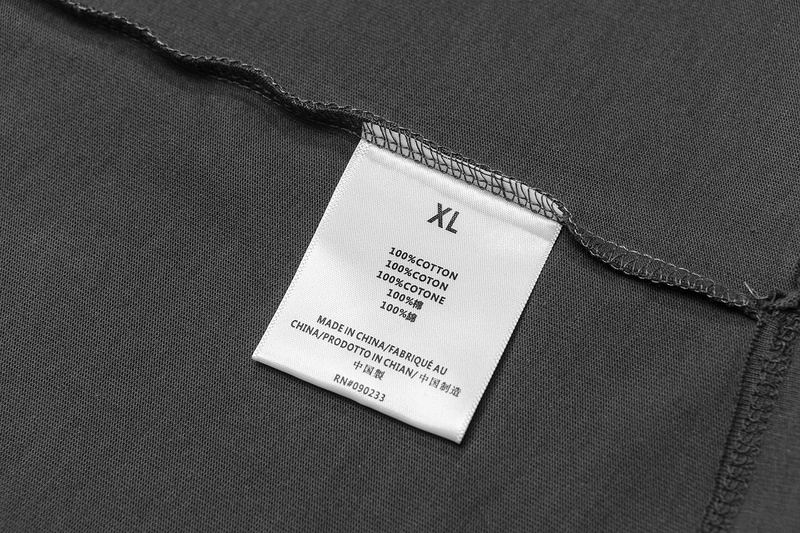 XL
100%COTTON
100%COTON
100%COTONE
100%棉
100%綿
MADE IN CHINA/FABRIQUÉ AU
CHINA/PRODOTTO IN CHIAN/ 中国制造
中国製
RN#090233